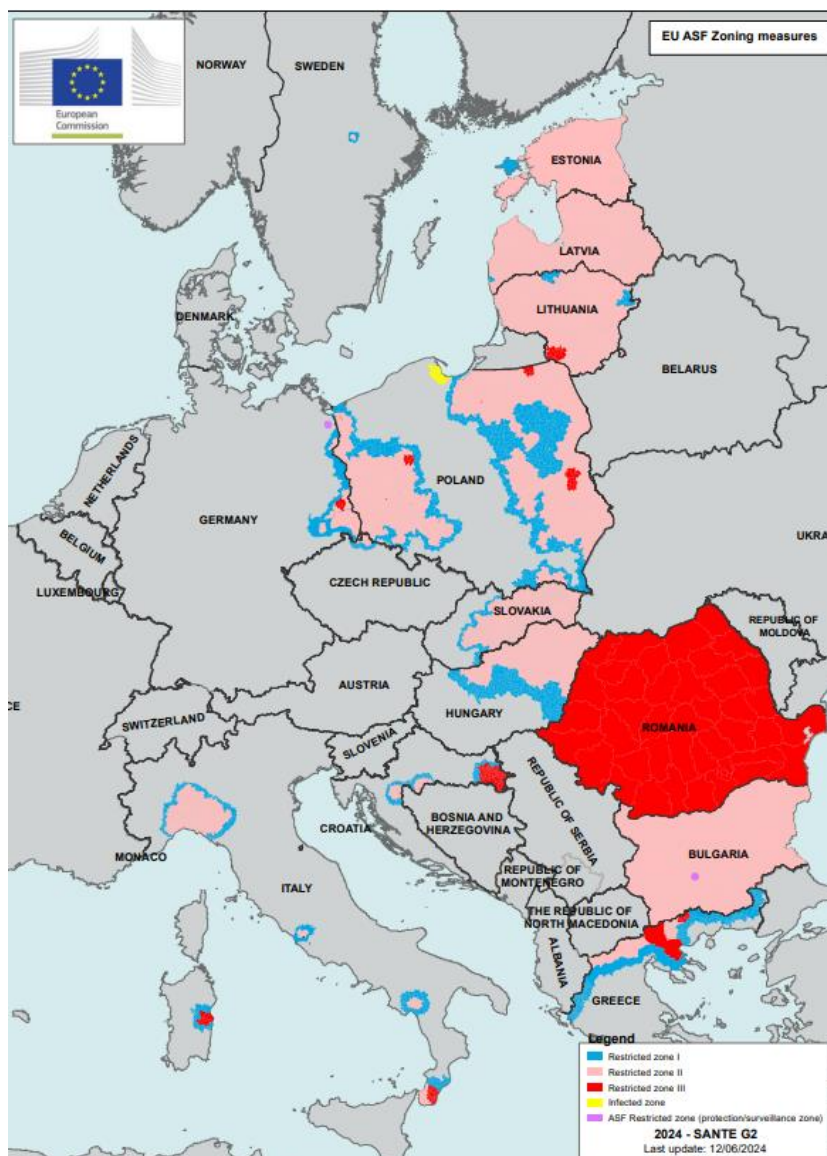 EU ASF Zoning measures
European
Commission
NORWAY
SWEDEN
ESTONIA
LATVIA
LITHUANIA
DENMARK
BELARUS
NETHERLANDS
POLAND
GERMANY
BELGIUM
UKRA
LUXEMBOURG
CZECH REPUBLIC
SLOVAKIA
REPUBLIC OF
MOLDOVA
AUSTRIA
CE
HUNGARY
SWITZERLAND
ROMANIA
SLOVENIA
REPUBLIC OF SERBIA
BOSNIA AND
HERZEGOVINA
CROATIA
MONACO
BULGARIA
REPUBLIC OF
MONTENEGRO
ITALY
THE REPUBLIC OF
NORTH MACEDONIA
ALBANIA
GREECE
Legend
Restricted zone I
Restricted zone II
Restricted zone III
Infected zone
ASF Restricted zone (protection/surveillance zone)
2024 - SANTE G2
Last update: 12/06/2024